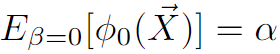 E_{β=0}[ϕ_0(\vec{X})] = α